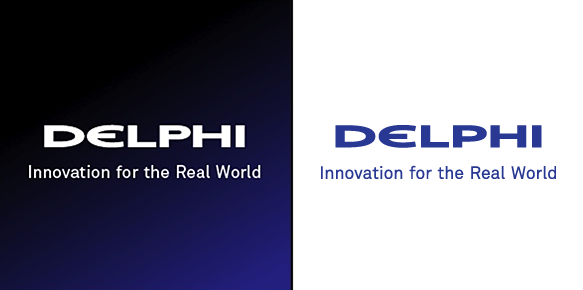 DELPHI
Innovation for the Real World
DELPHI
Innovation for the Real World